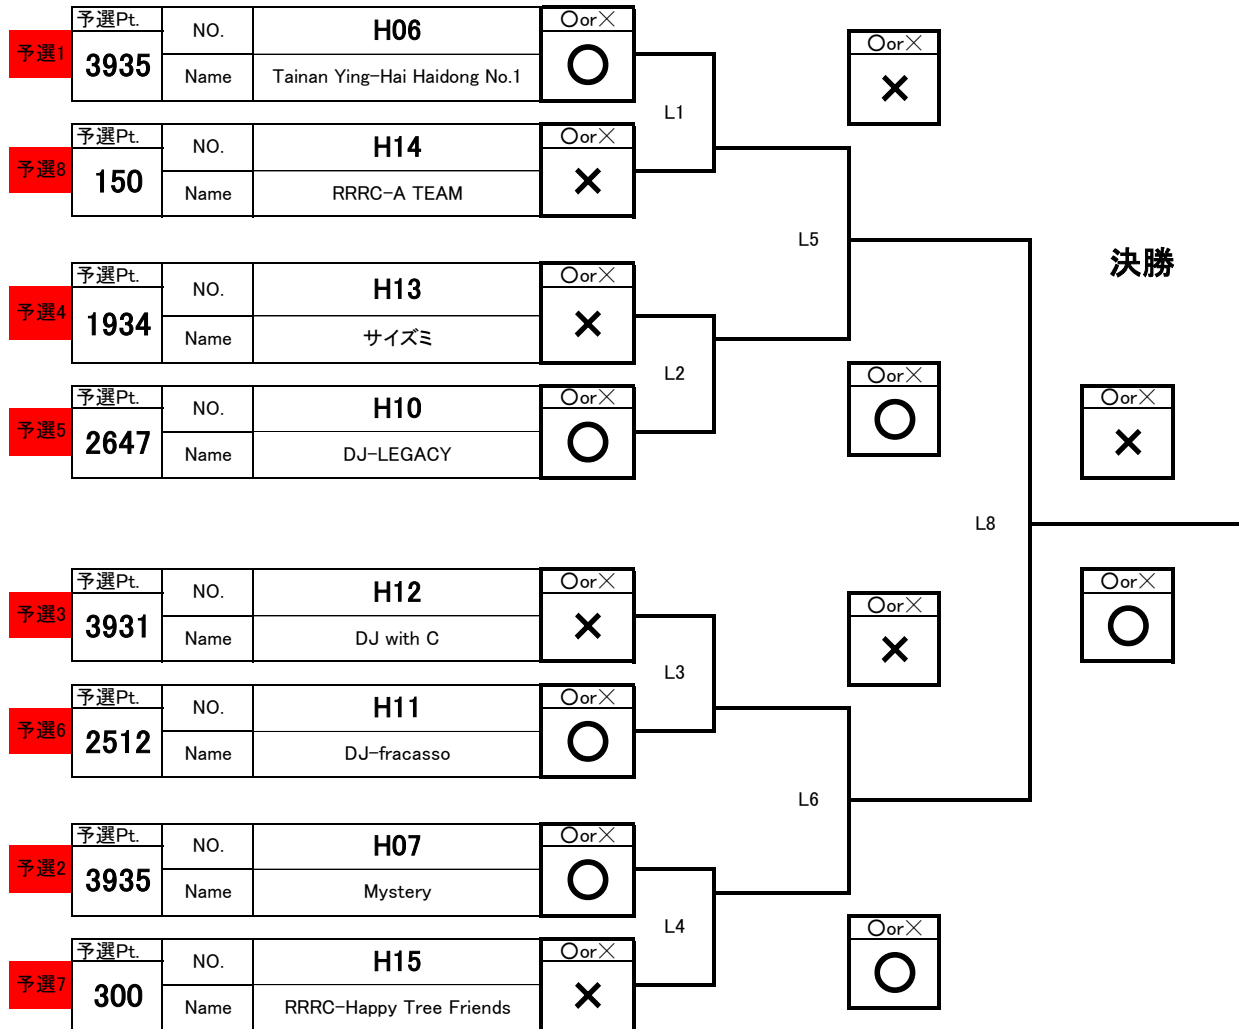 予選Pt. NO. H06 〇or×
予選1 3935 Name Tainan Ying-Hai Haidong No.1 〇
〇or×
×
L1
予選Pt. NO. H14 〇or×
予選8 150 Name RRRC-A TEAM ×
L5
決勝
予選Pt. NO. H13 〇or×
予選4 1934 Name サイズミ ×
L2
〇or×
〇
予選Pt. NO. H10 〇or×
予選5 2647 Name DJ-LEGACY 〇
〇or×
×
L8
予選Pt. NO. H12 〇or×
予選3 3931 Name DJ with C ×
〇or×
×
〇or×
〇
L3
予選Pt. NO. H11 〇or×
予選6 2512 Name DJ-fracasso 〇
L6
予選Pt. NO. H07 〇or×
予選2 3935 Name Mystery 〇
L4
〇or×
〇
予選Pt. NO. H15 〇or×
予選7 300 Name RRRC-Happy Tree Friends ×